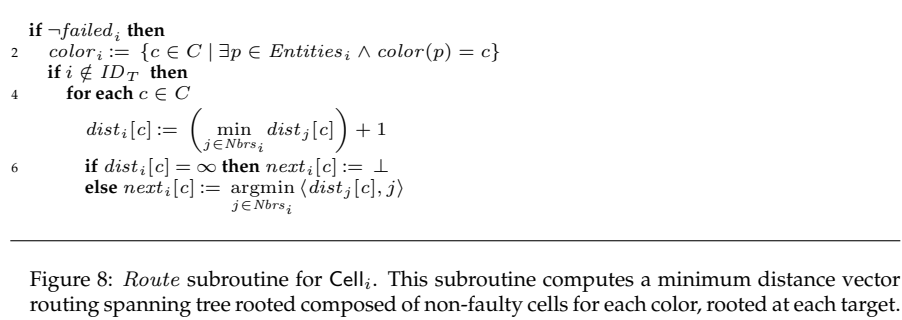 if ¬failed_i then
2 color_i := {c ∈ C | ∃p ∈ Entities_i ∧ color(p) = c}
if i ∉ ID_T then
4 for each c ∈ C
dist_i[c] := ( min_{j∈Nbrs_i} dist_j[c] ) + 1
6 if dist_i[c] = ∞ then next_i[c] := ⊥
else next_i[c] := argmin_{j∈Nbrs_i} ⟨dist_j[c], j⟩
Figure 8: Route subroutine for Cell_i. This subroutine computes a minimum distance vector
routing spanning tree rooted composed of non-faulty cells for each color, rooted at each target.